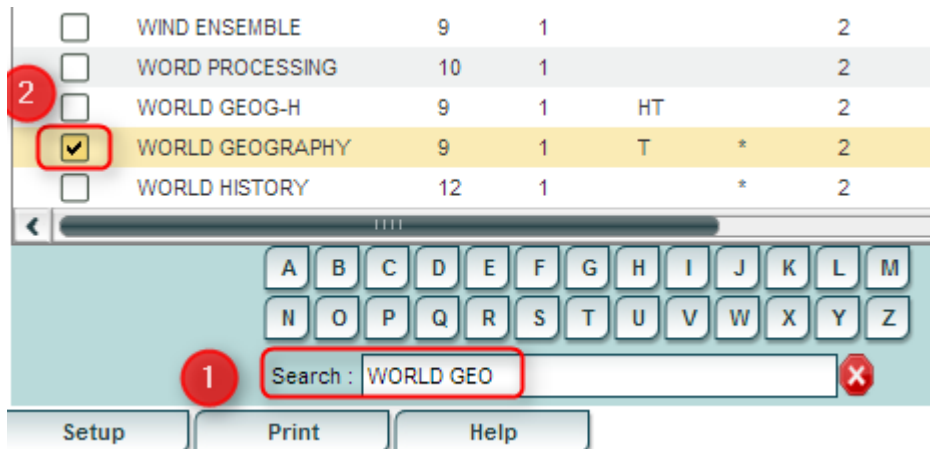 WIND ENSEMBLE 9 1 2
WORD PROCESSING 10 1 2
2
WORLD GEOG-H 9 1 HT 2
WORLD GEOGRAPHY 9 1 T * 2
WORLD HISTORY 12 1 * 2
A B C D E F G H I J K L M
N O P Q R S T U V W X Y Z
1 Search : WORLD GEO
Setup Print Help